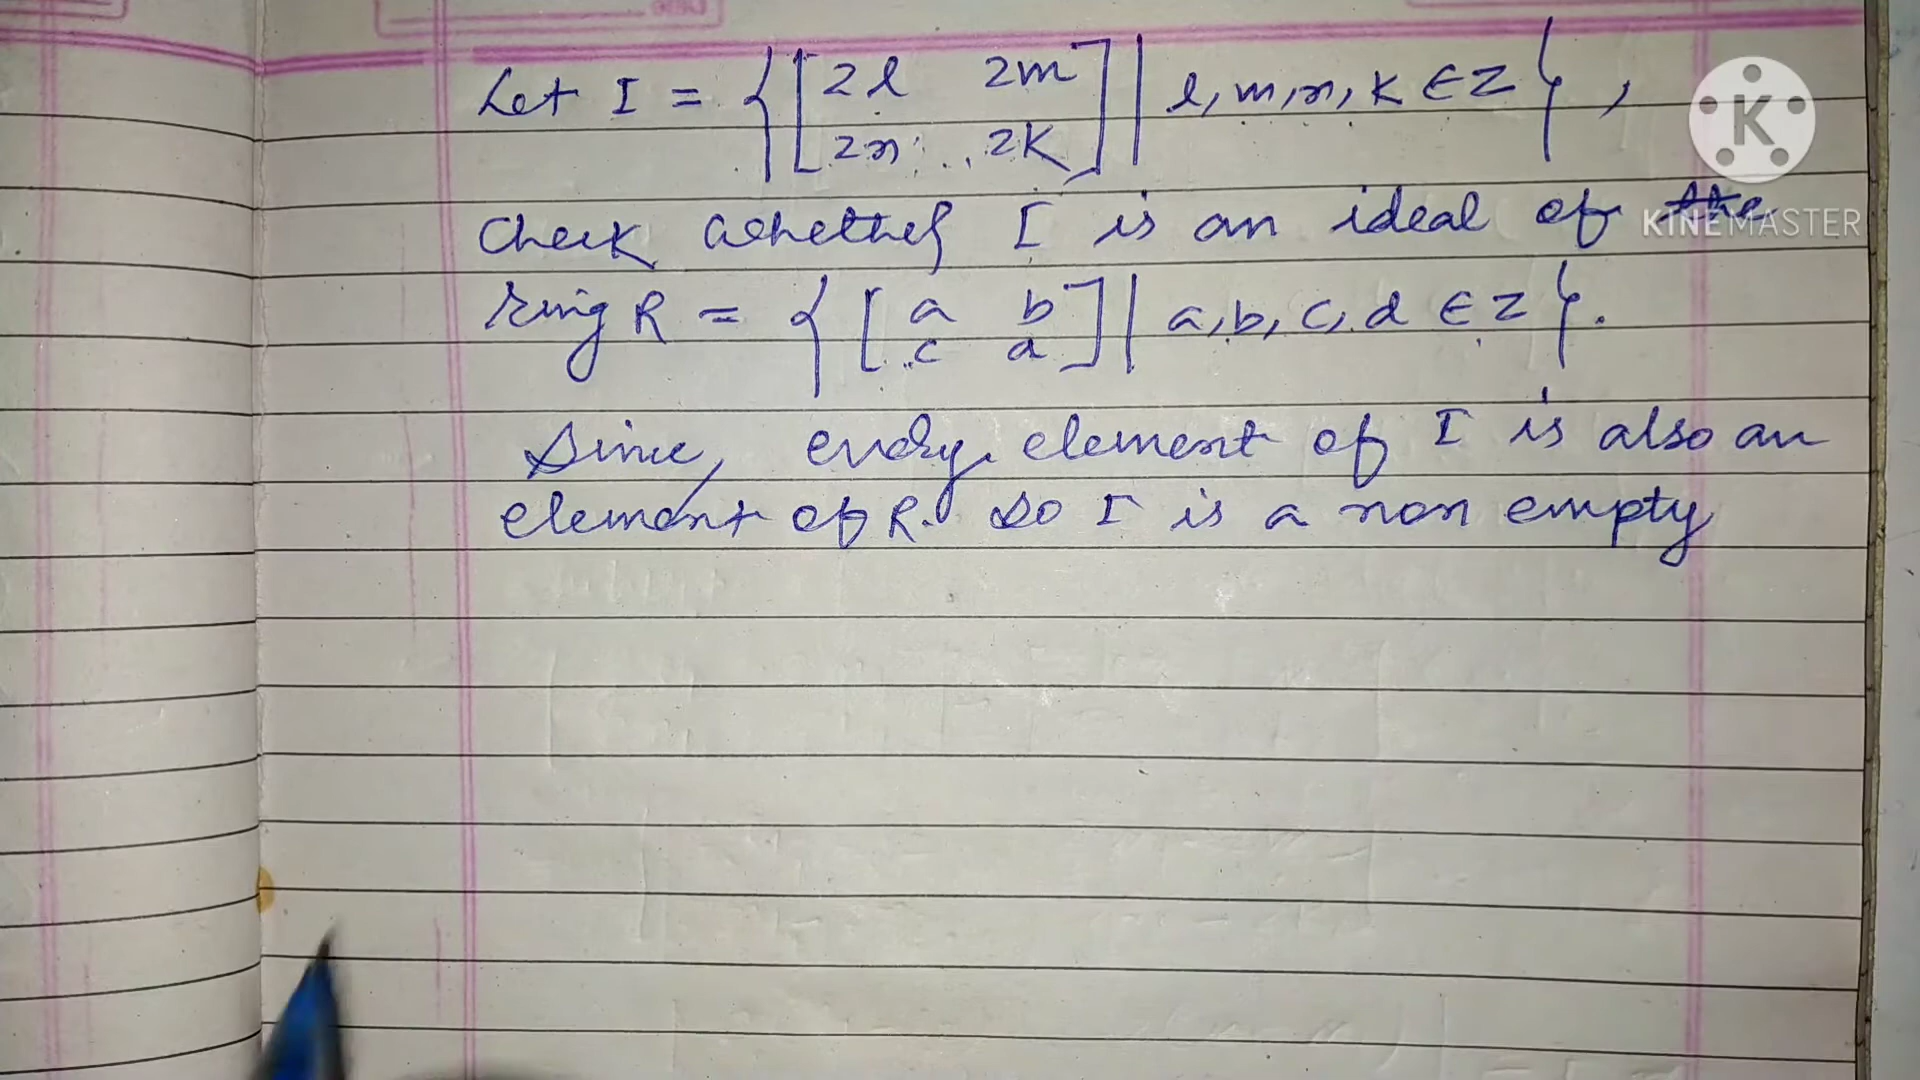 Let I = { [ 2l 2m
2n 2K ] | l, m, n, K ∈ Z } ,
Check whether I is an ideal of the
ring R = { [ a b
c d ] | a, b, c, d ∈ Z } .
Since, every element of I is also an
element of R. So I is a non empty
K
KINEMASTER